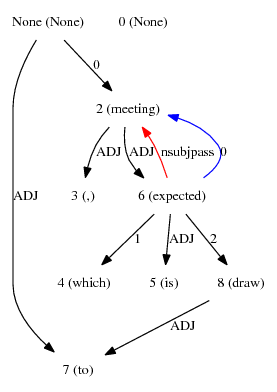 None (None) 0 (None)
0
2 (meeting)
ADJ ADJ nsubjpass 0
ADJ 3 (,) 6 (expected)
1 ADJ 2
4 (which) 5 (is) 8 (draw)
ADJ
7 (to)